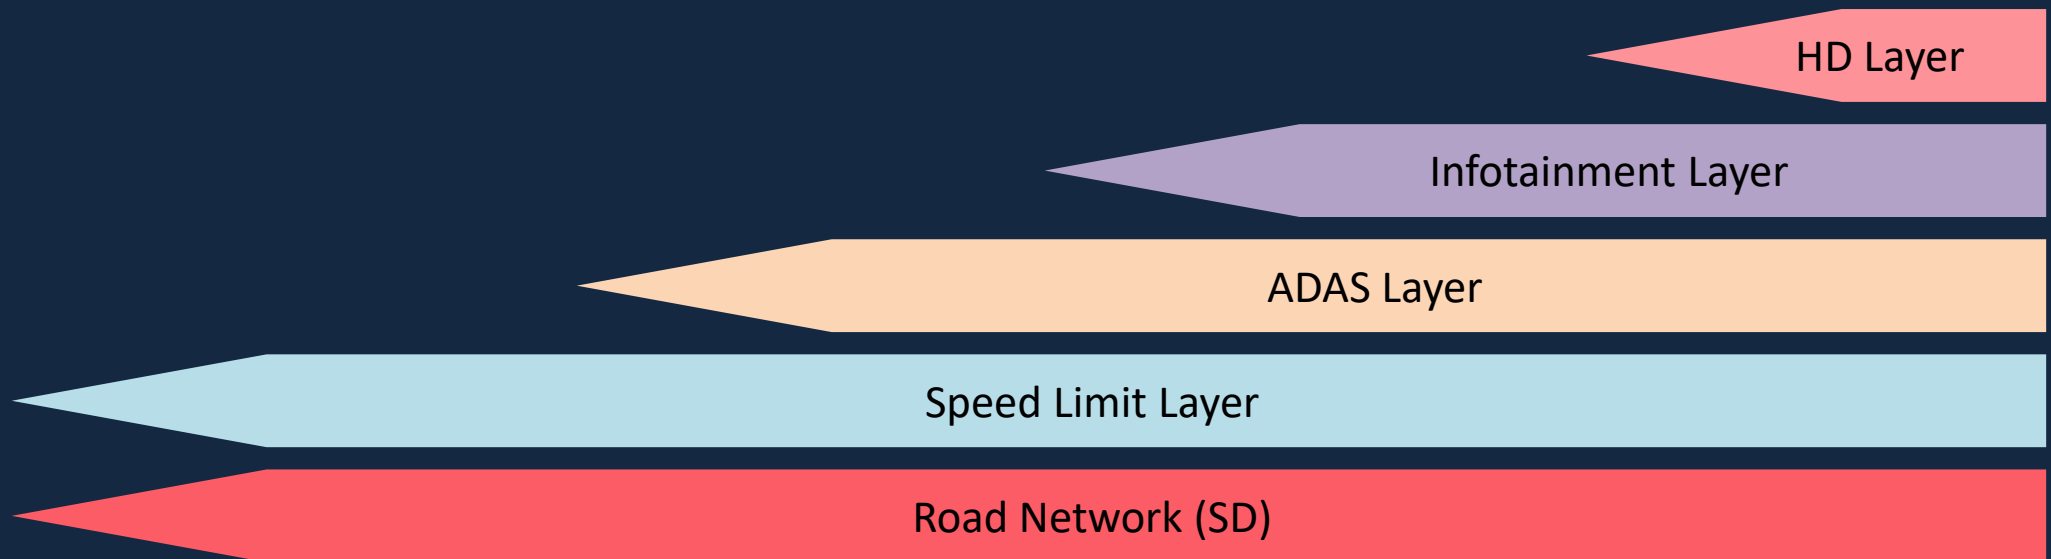 HD Layer
Infotainment Layer
ADAS Layer
Speed Limit Layer
Road Network (SD)